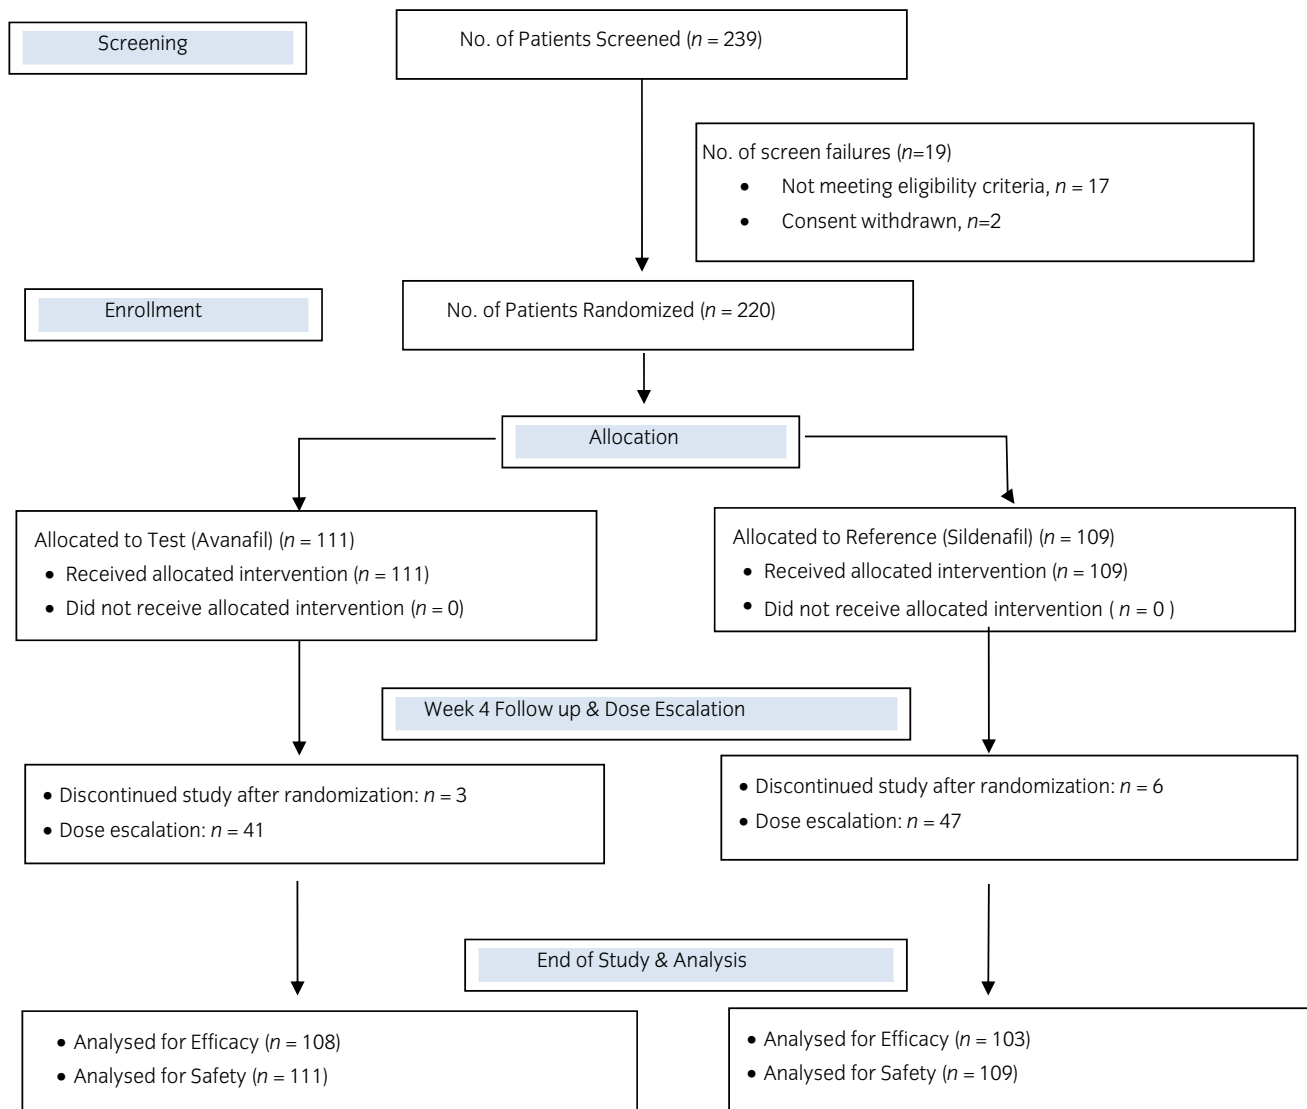 Screening
No. of Patients Screened (n = 239)
No. of screen failures (n=19)
• Not meeting eligibility criteria, n = 17
• Consent withdrawn, n=2
Enrollment
No. of Patients Randomized (n = 220)
Allocation
Allocated to Test (Avanafil) (n = 111)
• Received allocated intervention (n = 111)
• Did not receive allocated intervention (n = 0)
Allocated to Reference (Sildenafil) (n = 109)
• Received allocated intervention (n = 109)
• Did not receive allocated intervention ( n = 0 )
Week 4 Follow up & Dose Escalation
• Discontinued study after randomization: n = 3
• Dose escalation: n = 41
• Discontinued study after randomization: n = 6
• Dose escalation: n = 47
End of Study & Analysis
• Analysed for Efficacy (n = 108)
• Analysed for Safety (n = 111)
• Analysed for Efficacy (n = 103)
• Analysed for Safety (n = 109)